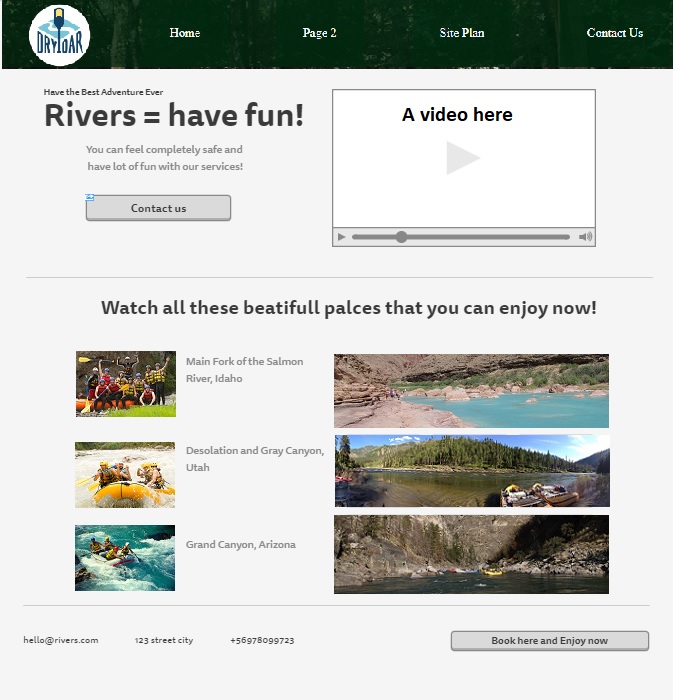 DRYOAR
Home
Page 2
Site Plan
Contact Us
Have the Best Adventure Ever
Rivers = have fun!
You can feel completely safe and
have lot of fun with our services!
Contact us
A video here
Watch all these beatifull palces that you can enjoy now!
Main Fork of the Salmon
River, Idaho
Desolation and Gray Canyon,
Utah
Grand Canyon, Arizona
hello@rivers.com
123 street city
+56978099723
Book here and Enjoy now